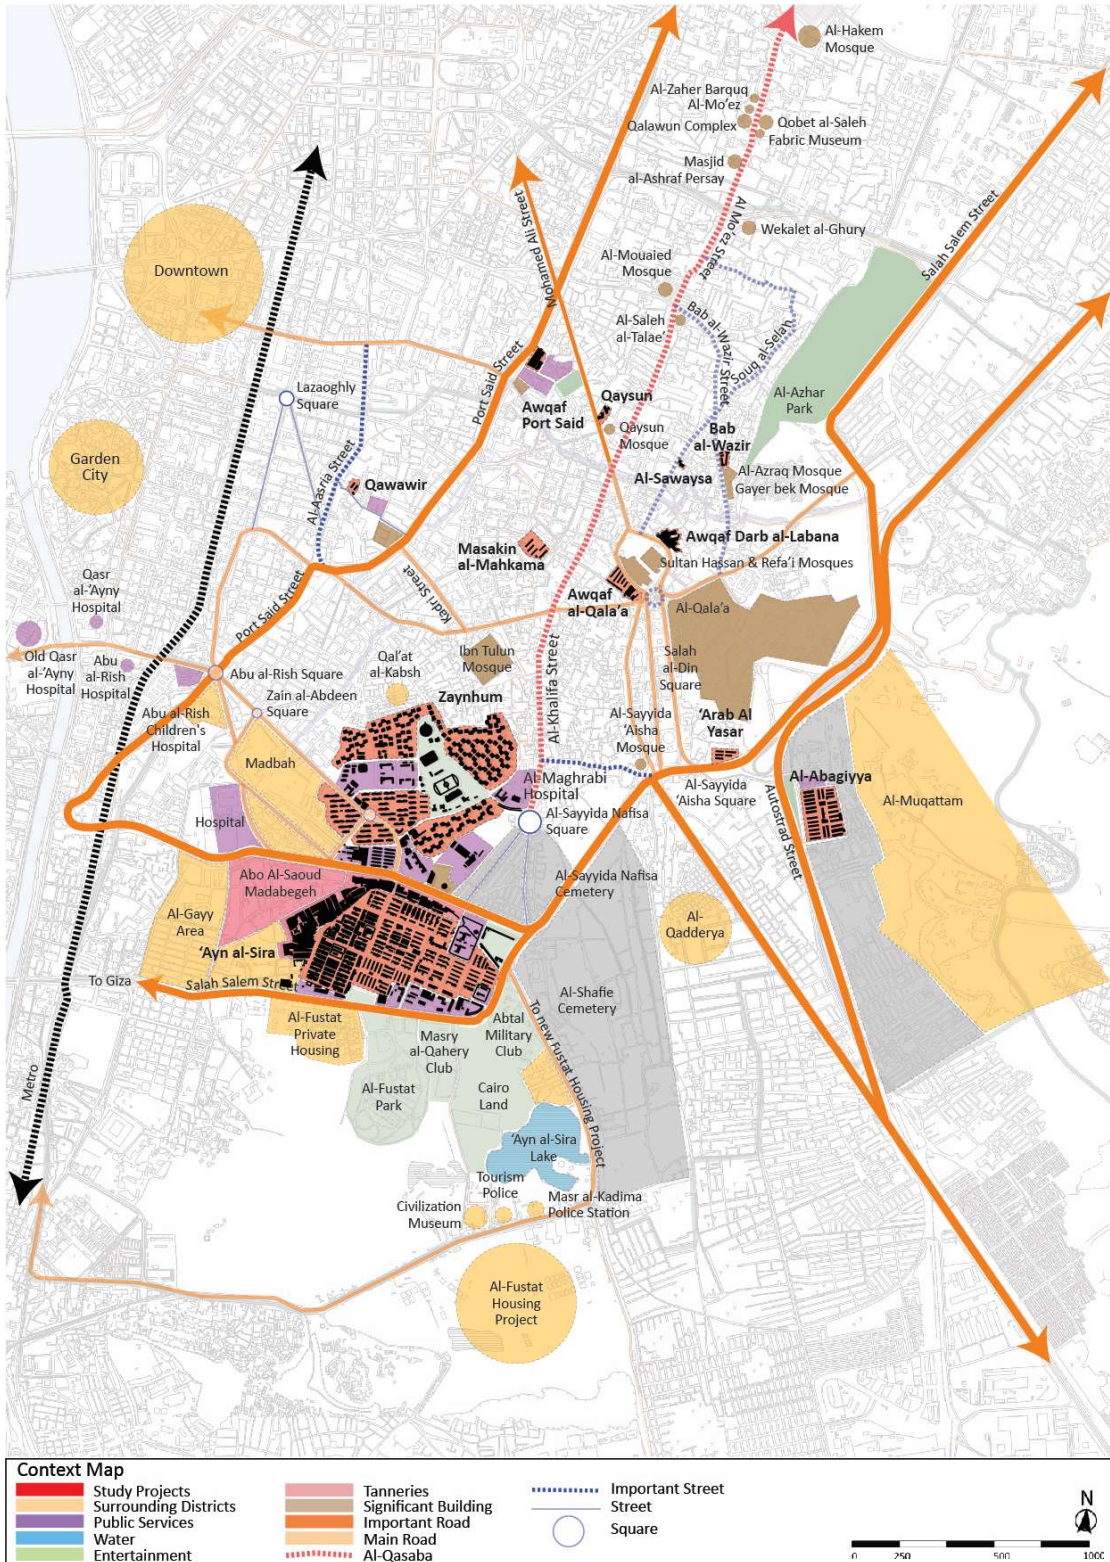 Al-Hakem
Mosque
Al-Zaher Barquq
Al-Mo'ez
Qalawun Complex
Qobet al-Saleh
Fabric Museum
Masjid
al-Ashraf Persay
Al Mo'ez Street
Wekalet al-Ghury
Salah Salem Street
Mohamed Ali Street
Downtown
Al-Mouaied
Mosque
Al-Saleh
al-Talae'
Bab al-Wazir Street
Souq al-Selah
Port Said Street
Lazaoghly
Square
Awqaf
Port Said
Qaysun
Qaysun
Mosque
Al-Azhar
Park
Bab
al-Wazir
Garden
City
Al-Aasria Street
Qawawir
Al-Sawaysa
Al-Azraq Mosque
Gayer bek Mosque
Masakin
al-Mahkama
Awqaf Darb al-Labana
Sultan Hassan & Refa'i Mosques
Qasr
al-'Ayny
Hospital
Port Said Street
Kadri Street
Awqaf
al-Qala'a
Al-Qala'a
Old Qasr
al-'Ayny
Hospital
Abu
al-Rish
Hospital
Abu al-Rish Square
Zain al-Abdeen
Square
Qal'at
al-Kabsh
Ibn Tulun
Mosque
Al-Khalifa Street
Salah
al-Din
Square
Zaynhum
Abu al-Rish
Children's
Hospital
Al-Sayyida
'Aisha
Mosque
'Arab Al
Yasar
Madbah
Al-Maghrabi
Hospital
Al-Sayyida
'Aisha Square
Al-Abagiyya
Al-Muqattam
Hospital
Al-Sayyida Nafisa
Square
Autostrad Street
Abo Al-Saoud
Madabegeh
Al-Sayyida Nafisa
Cemetery
Al-Gayy
Area
Al-
Qadderya
'Ayn al-Sira
To Giza
Salah Salem Street
Al-Shafie
Cemetery
Al-Fustat
Private
Housing
Masry
al-Qahery
Club
Abtal
Military
Club
To new Fustat Housing Project
Metro
Al-Fustat
Park
Cairo
Land
'Ayn al-Sira
Lake
Tourism
Police
Civilization
Museum
Masr al-Kadima
Police Station
Al-Fustat
Housing
Project
Context Map
Study Projects
Surrounding Districts
Public Services
Water
Entertainment
Tanneries
Significant Building
Important Road
Main Road
Al-Qasaba
Important Street
Street
Square
N
0 250 500 1000